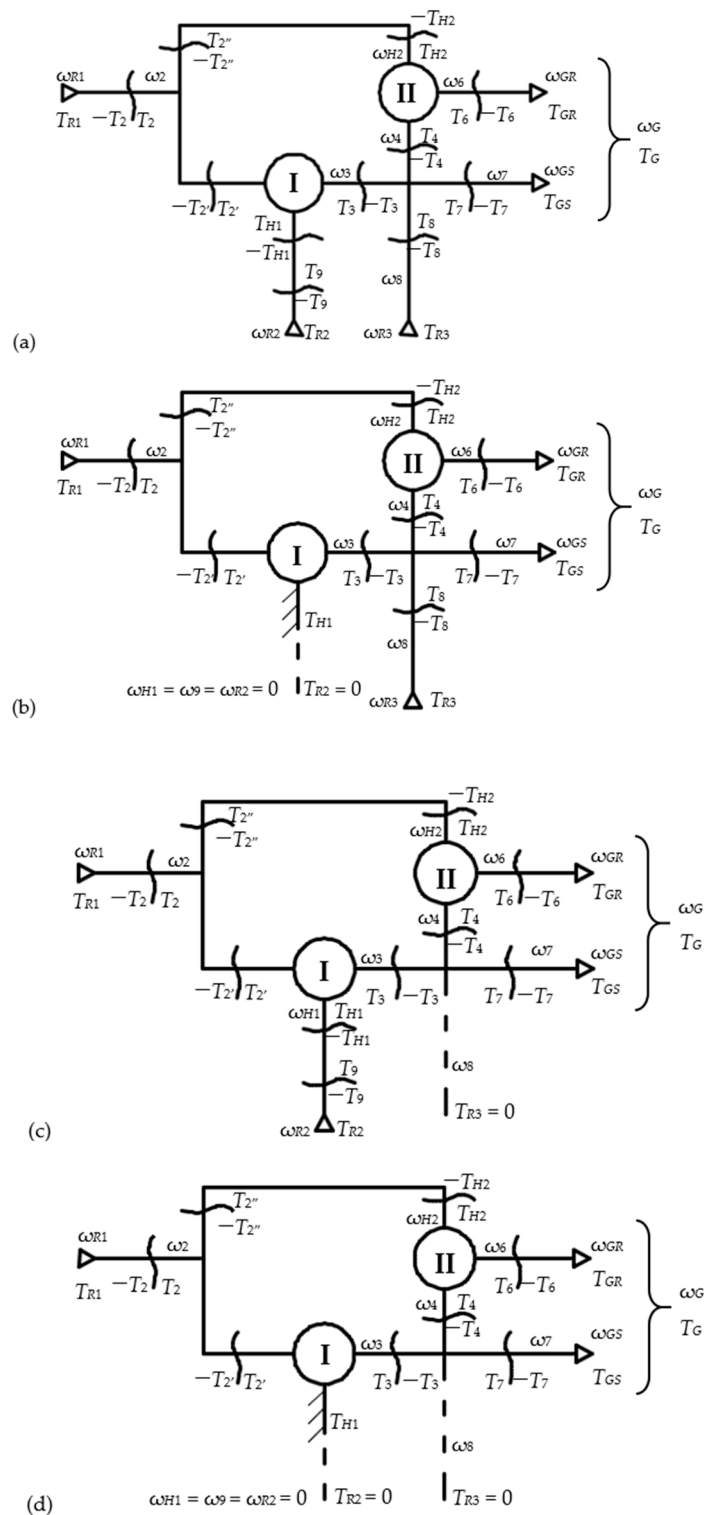 −TH2
T2″
−T2″
ωH2 TH2
ωR1 ω2 II ω6 ωGR
TR1 −T2 T2 T6 −T6 TGR
ω4 T4
−T4
ωG
TG
−T2′ T2′ I ω3 T3 −T3 ω7 T7 −T7 ωGS TGS
TH1
−TH1
T8
−T8
T9
−T9
ω8
ωR2 TR2 ωR3 TR3
(a)
−TH2
T2″
−T2″
ωH2 TH2
ωR1 ω2 II ω6 ωGR
TR1 −T2 T2 T6 −T6 TGR
ω4 T4
−T4
ωG
TG
−T2′ T2′ I ω3 T3 −T3 ω7 T7 −T7 ωGS TGS
TH1
T8
−T8
ω8
ωH1 = ω9 = ωR2 = 0 TR2 = 0 ωR3 TR3
(b)
−TH2
T2″
−T2″
ωH2 TH2
ωR1 ω2 II ω6 ωGR
TR1 −T2 T2 T6 −T6 TGR
ω4 T4
−T4
ωG
TG
−T2′ T2′ I ω3 T3 −T3 ω7 T7 −T7 ωGS TGS
ωH1 TH1
−TH1
T9
−T9
ω8
ωR2 TR2 TR3 = 0
(c)
−TH2
T2″
−T2″
ωH2 TH2
ωR1 ω2 II ω6 ωGR
TR1 −T2 T2 T6 −T6 TGR
ω4 T4
−T4
ωG
TG
−T2′ T2′ I ω3 T3 −T3 ω7 T7 −T7 ωGS TGS
TH1
ω8
ωH1 = ω9 = ωR2 = 0 TR2 = 0 TR3 = 0
(d)